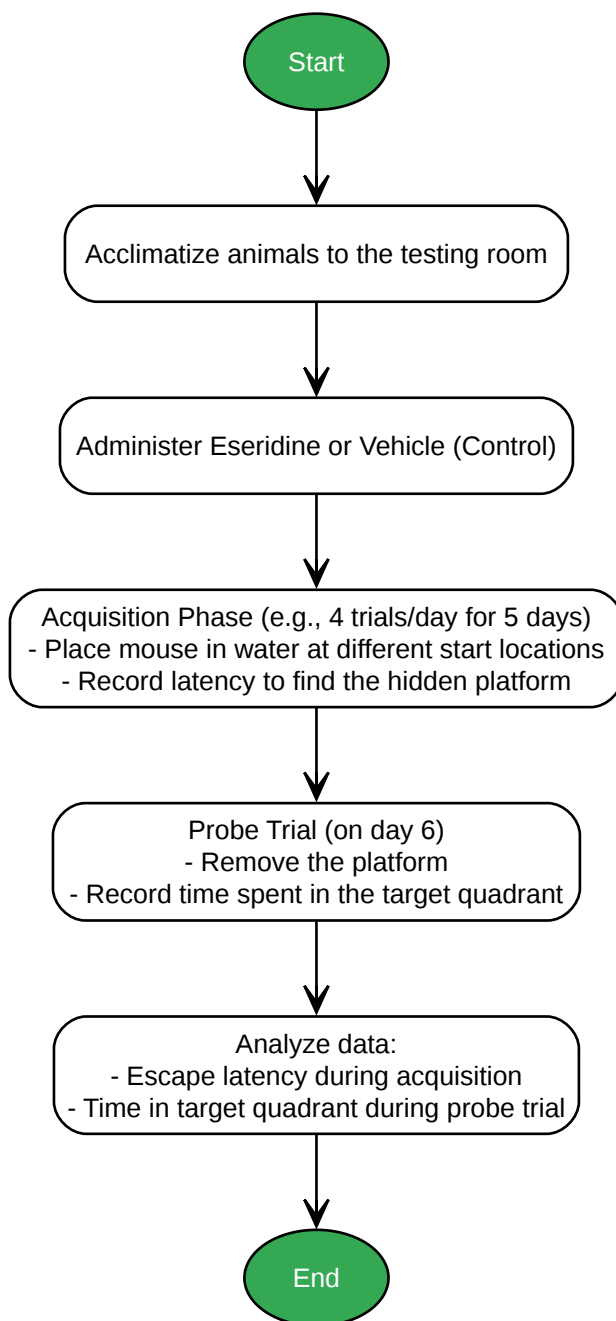 Start
Acclimatize animals to the testing room
Administer Eseridine or Vehicle (Control)
Acquisition Phase (e.g., 4 trials/day for 5 days)
- Place mouse in water at different start locations
- Record latency to find the hidden platform
Probe Trial (on day 6)
- Remove the platform
- Record time spent in the target quadrant
Analyze data:
- Escape latency during acquisition
- Time in target quadrant during probe trial
End